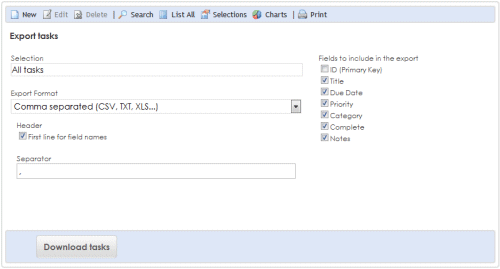 New Edit Delete | Search List All Selections Charts | Print
Export tasks
Selection
All tasks
Export Format
Comma separated (CSV, TXT, XLS...)
Header
First line for field names
Separator
,
Fields to include in the export
ID (Primary Key)
Title
Due Date
Priority
Category
Complete
Notes
Download tasks